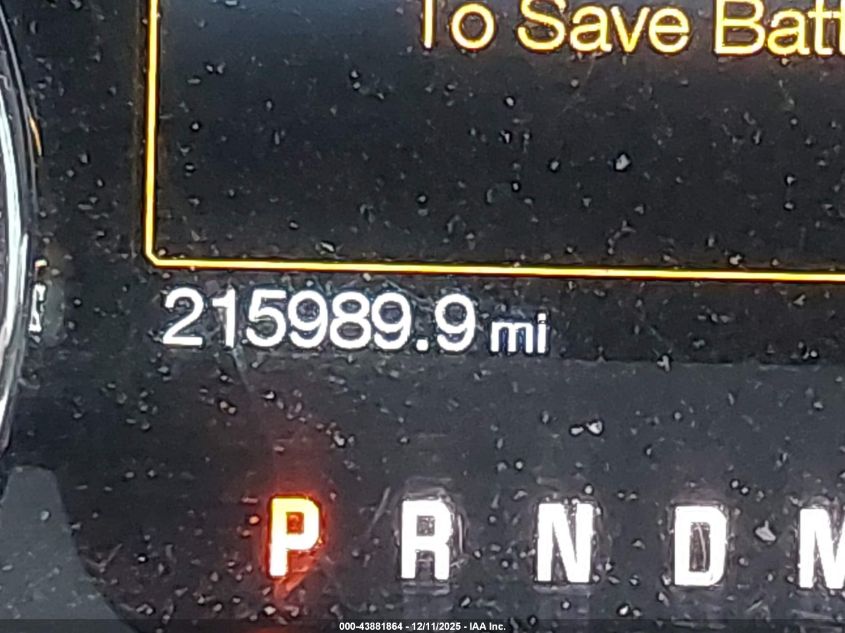 To Save Batt
215989.9 mi
P R N D M
000-43881864 - 12/11/2025 - IAA Inc.